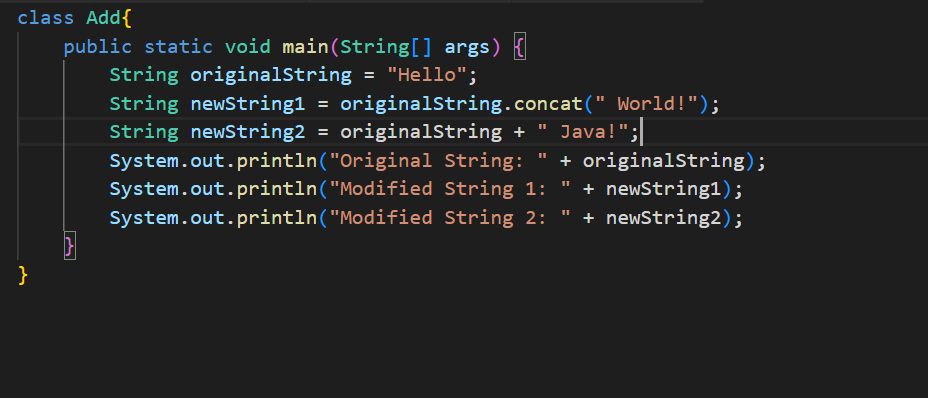 class Add{
    public static void main(String[] args) {
        String originalString = "Hello";
        String newString1 = originalString.concat(" World!");
        String newString2 = originalString + " Java!";
        System.out.println("Original String: " + originalString);
        System.out.println("Modified String 1: " + newString1);
        System.out.println("Modified String 2: " + newString2);
    }
}